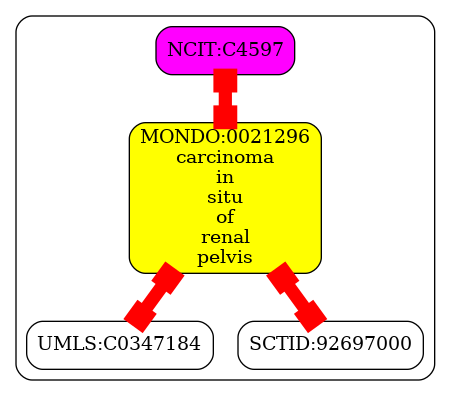 NCIT:C4597
MONDO:0021296
carcinoma
in
situ
of
renal
pelvis
UMLS:C0347184
SCTID:92697000